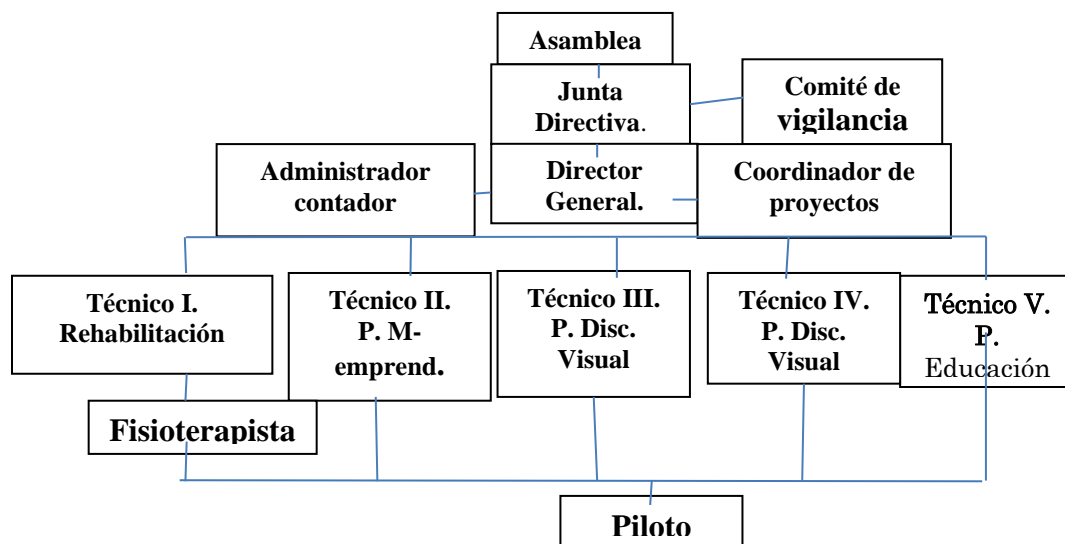 Asamblea
Junta
Directiva.
Comité de
vigilancia
Administrador
contador
Director
General.
Coordinador de
proyectos
Técnico I.
Rehabilitación
Técnico II.
P. M-
emprend.
Técnico III.
P. Disc.
Visual
Técnico IV.
P. Disc.
Visual
Técnico V.
P.
Educación
Fisioterapista
Piloto